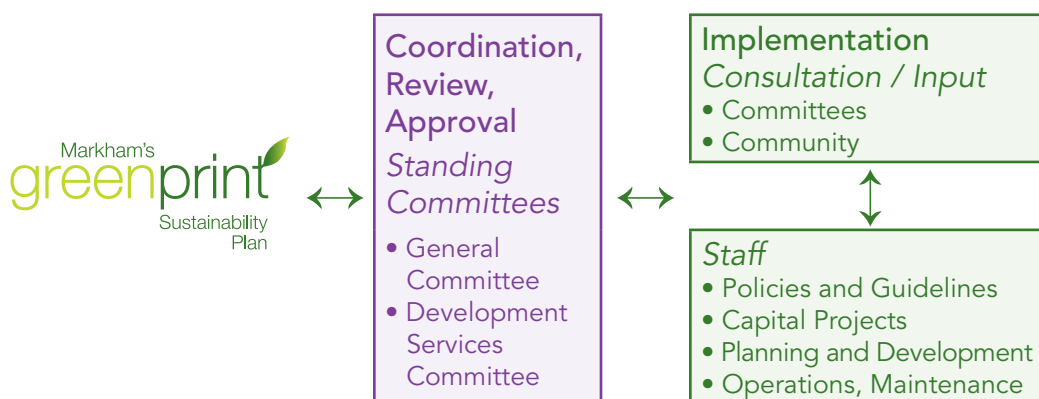 Markham's
greenprint
Sustainability
Plan
Coordination,
Review,
Approval
Standing
Committees
• General
Committee
• Development
Services
Committee
Implementation
Consultation / Input
• Committees
• Community
Staff
• Policies and Guidelines
• Capital Projects
• Planning and Development
• Operations, Maintenance